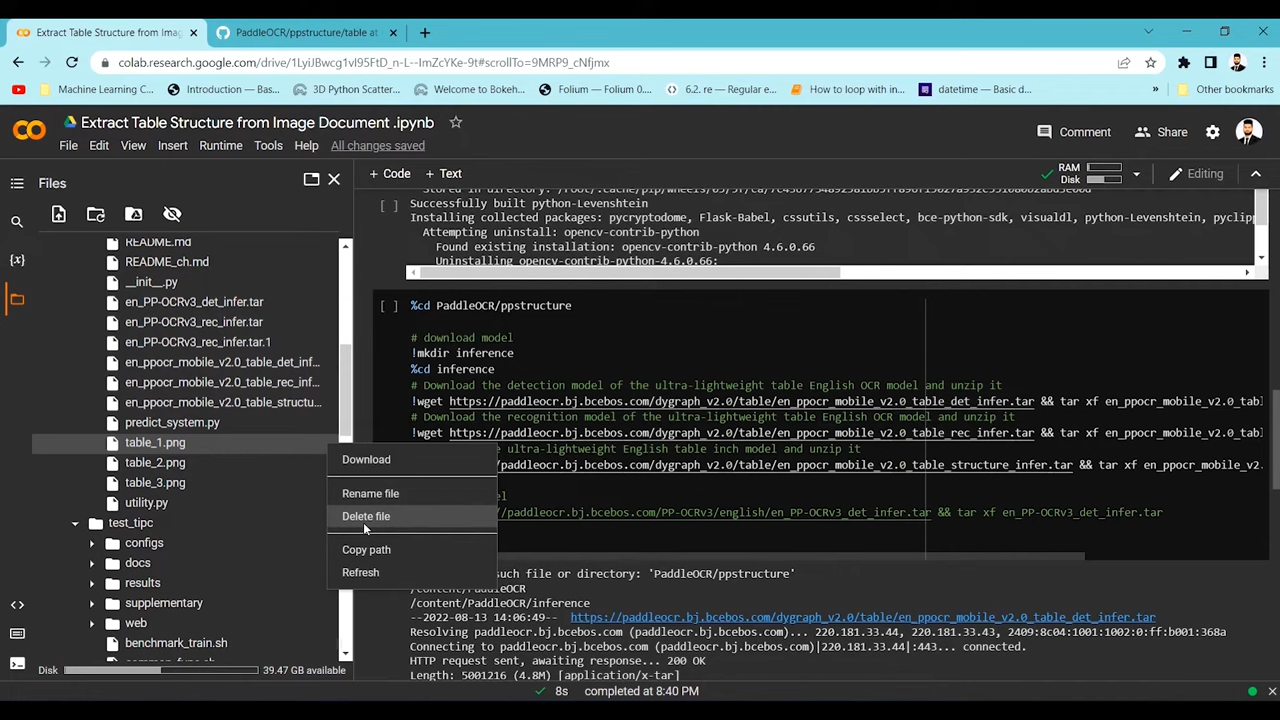 Extract Table Structure from Imag
PaddleOCR/ppstructure/table at
colab.research.google.com/drive/1LyiJBwcg1vI95FtD_n-L-ImZcYKe-9t#scrollTo=9MRP9_cNfjmx
Machine Learning C...
Introduction — Bas...
3D Python Scatter...
Welcome to Bokeh...
Folium — Folium 0....
6.2. re — Regular e...
How to loop with in...
datetime — Basic d...
»
Other bookmarks
CO
Extract Table Structure from Image Document .ipynb
Comment
Share
File Edit View Insert Runtime Tools Help All changes saved
Files
+ Code + Text
RAM
Disk
Editing
README.md
README_ch.md
__init__.py
en_PP-OCRv3_det_infer.tar
en_PP-OCRv3_rec_infer.tar
en_PP-OCRv3_rec_infer.tar.1
en_ppocr_mobile_v2.0_table_det_inf...
en_ppocr_mobile_v2.0_table_rec_inf...
en_ppocr_mobile_v2.0_table_structu...
predict_system.py
table_1.png
table_2.png
table_3.png
utility.py
test_tipc
configs
docs
results
supplementary
web
benchmark_train.sh
Disk 39.47 GB available
Download
Rename file
Delete file
Copy path
Refresh
Successfully built python-Levenshtein
Installing collected packages: pycryptodome, Flask-Babel, cssutils, cssselect, bce-python-sdk, visualdl, python-Levenshtein, pyclipp
Attempting uninstall: opencv-contrib-python
Found existing installation: opencv-contrib-python 4.6.0.66
Uninstalling opencv-contrib-python-4.6.0.66:
[ ] %cd PaddleOCR/ppstructure
# download model
!mkdir inference
%cd inference
# Download the detection model of the ultra-lightweight table English OCR model and unzip it
!wget https://paddleocr.bj.bcebos.com/dygraph_v2.0/table/en_ppocr_mobile_v2.0_table_det_infer.tar && tar xf en_ppocr_mobile_v2.0_tabl
# Download the recognition model of the ultra-lightweight table English OCR model and unzip it
!wget https://paddleocr.bj.bcebos.com/dygraph_v2.0/table/en_ppocr_mobile_v2.0_table_rec_infer.tar && tar xf en_ppocr_mobile_v2.0_tabl
ultra-lightweight English table inch model and unzip it
/paddleocr.bj.bcebos.com/dygraph_v2.0/table/en_ppocr_mobile_v2.0_table_structure_infer.tar && tar xf en_ppocr_mobile_v2.0_
el
/paddleocr.bj.bcebos.com/PP-OCRv3/english/en_PP-OCRv3_det_infer.tar && tar xf en_PP-OCRv3_det_infer.tar
such file or directory: 'PaddleOCR/ppstructure'
/content/PaddleOCR
/content/PaddleOCR/inference
--2022-08-13 14:06:49-- https://paddleocr.bj.bcebos.com/dygraph_v2.0/table/en_ppocr_mobile_v2.0_table_det_infer.tar
Resolving paddleocr.bj.bcebos.com (paddleocr.bj.bcebos.com)... 220.181.33.44, 220.181.33.43, 2409:8c04:1001:1002:0:ff:b001:368a
Connecting to paddleocr.bj.bcebos.com (paddleocr.bj.bcebos.com)|220.181.33.44|:443... connected.
HTTP request sent, awaiting response... 200 OK
Length: 5001216 (4.8M) [application/x-tar]
8s completed at 8:40 PM